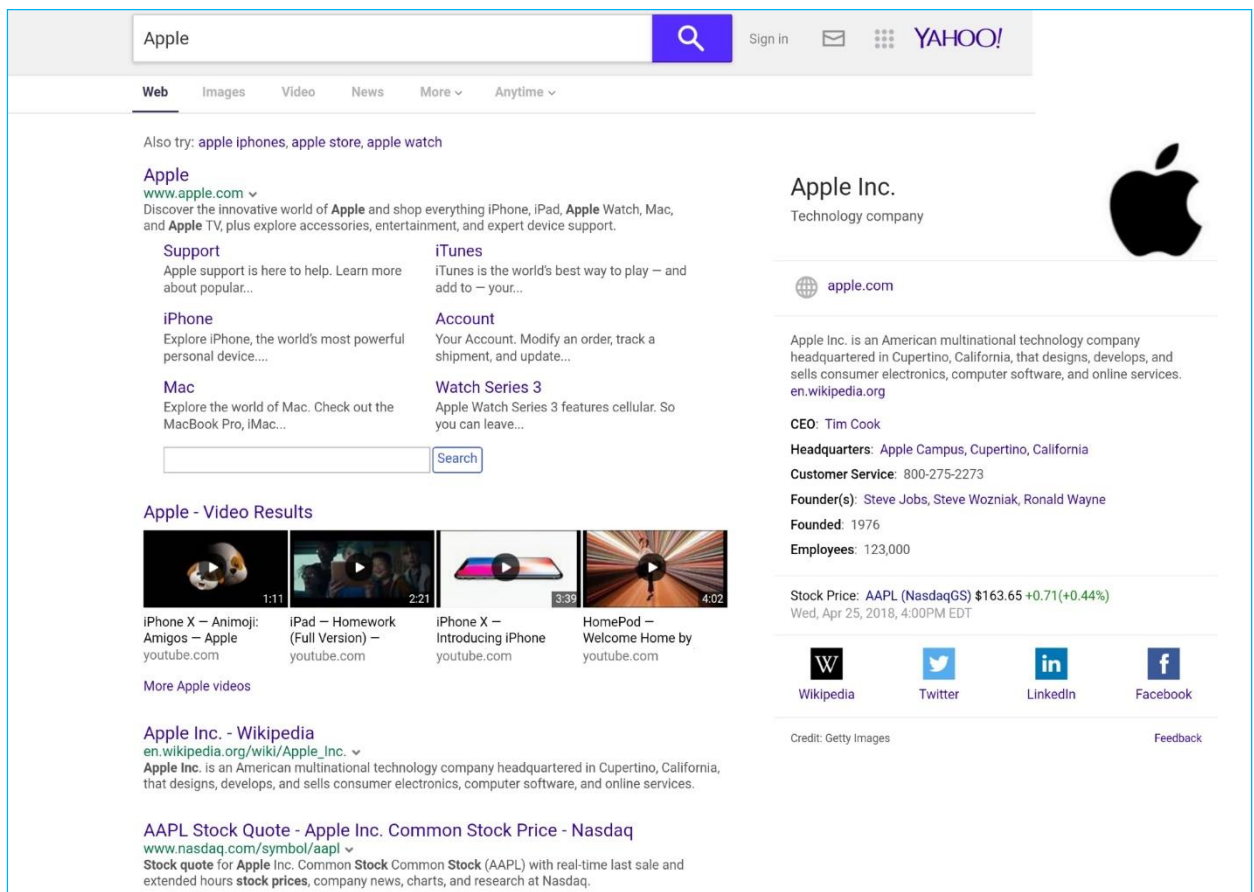 Apple
Sign in
YAHOO!
Web Images Video News More Anytime
Also try: apple iphones, apple store, apple watch
Apple
www.apple.com
Discover the innovative world of Apple and shop everything iPhone, iPad, Apple Watch, Mac,
and Apple TV, plus explore accessories, entertainment, and expert device support.
Support
Apple support is here to help. Learn more
about popular...
iTunes
iTunes is the world's best way to play — and
add to — your...
iPhone
Explore iPhone, the world's most powerful
personal device....
Account
Your Account. Modify an order, track a
shipment, and update...
Mac
Explore the world of Mac. Check out the
MacBook Pro, iMac...
Watch Series 3
Apple Watch Series 3 features cellular. So
you can leave...
Search
Apple - Video Results
1:11
iPhone X — Animoji:
Amigos — Apple
youtube.com
2:21
iPad — Homework
(Full Version) —
youtube.com
3:39
iPhone X —
Introducing iPhone
youtube.com
4:02
HomePod —
Welcome Home by
youtube.com
More Apple videos
Apple Inc. - Wikipedia
en.wikipedia.org/wiki/Apple_Inc.
Apple Inc. is an American multinational technology company headquartered in Cupertino, California,
that designs, develops, and sells consumer electronics, computer software, and online services.
AAPL Stock Quote - Apple Inc. Common Stock Price - Nasdaq
www.nasdaq.com/symbol/aapl
Stock quote for Apple Inc. Common Stock Common Stock (AAPL) with real-time last sale and
extended hours stock prices, company news, charts, and research at Nasdaq.
Apple Inc.
Technology company
apple.com
Apple Inc. is an American multinational technology company
headquartered in Cupertino, California, that designs, develops, and
sells consumer electronics, computer software, and online services.
en.wikipedia.org
CEO: Tim Cook
Headquarters: Apple Campus, Cupertino, California
Customer Service: 800-275-2273
Founder(s): Steve Jobs, Steve Wozniak, Ronald Wayne
Founded: 1976
Employees: 123,000
Stock Price: AAPL (NasdaqGS) $163.65 +0.71(+0.44%)
Wed, Apr 25, 2018, 4:00PM EDT
W
in
f
Wikipedia Twitter LinkedIn Facebook
Credit: Getty Images
Feedback